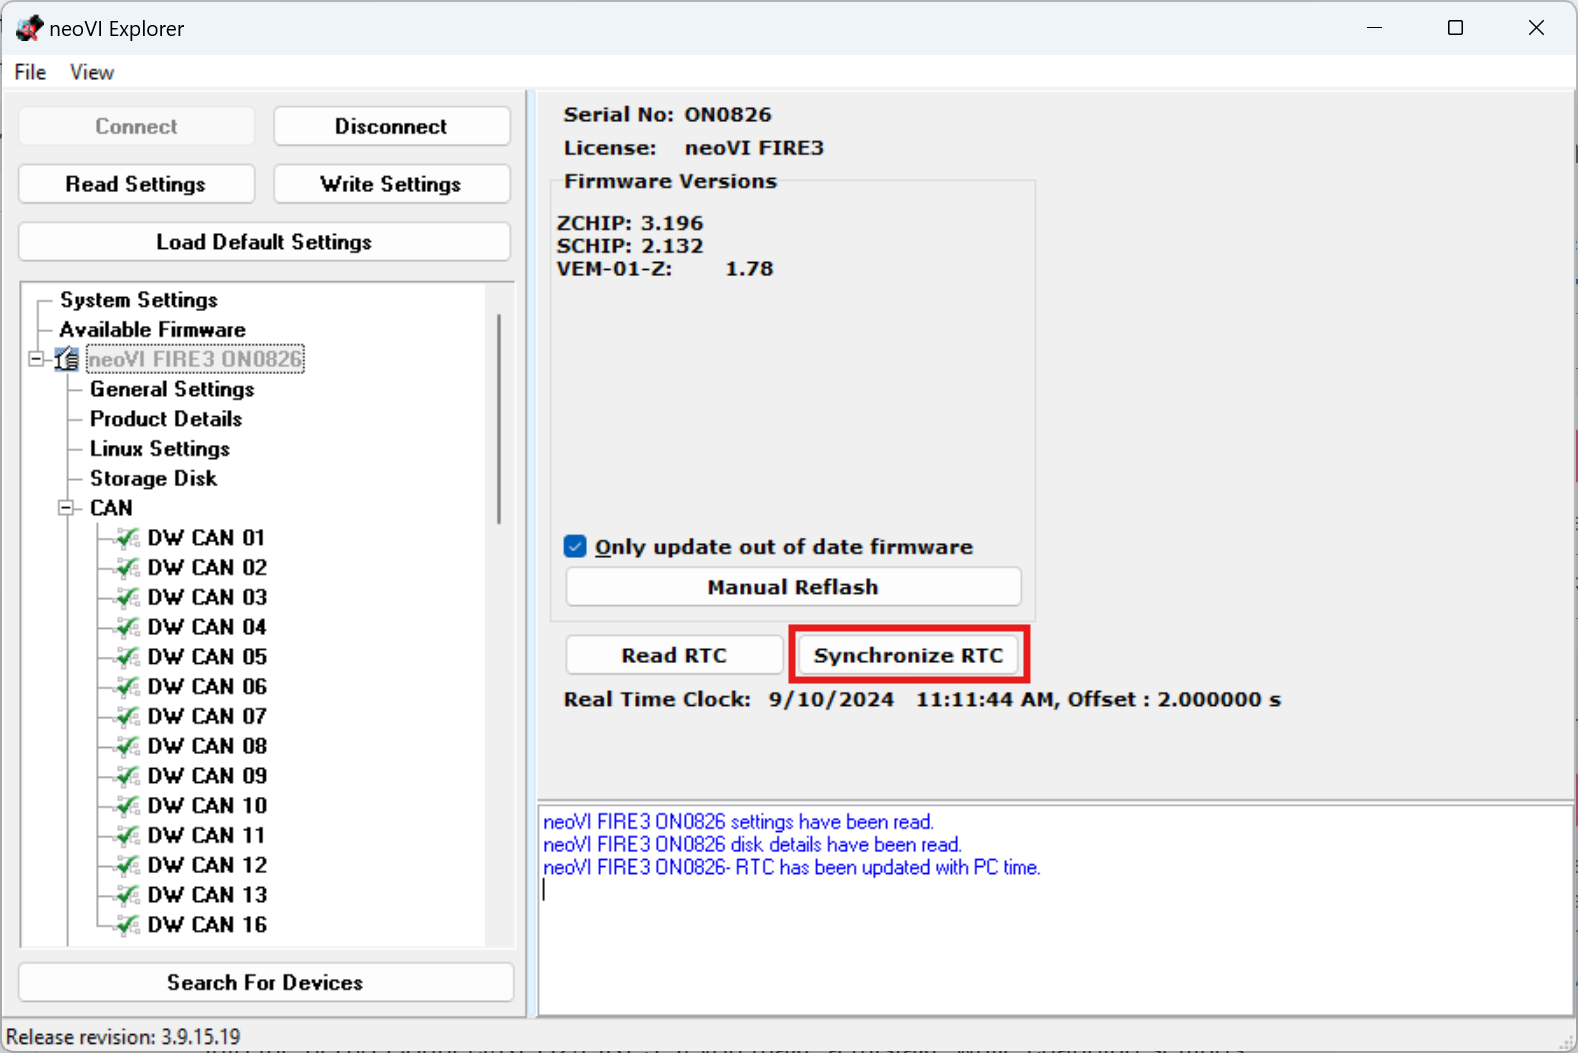 neoVI Explorer
File View
Connect Disconnect
Read Settings Write Settings
Load Default Settings
System Settings
Available Firmware
neoVI FIRE3 ON0826
General Settings
Product Details
Linux Settings
Storage Disk
CAN
DW CAN 01
DW CAN 02
DW CAN 03
DW CAN 04
DW CAN 05
DW CAN 06
DW CAN 07
DW CAN 08
DW CAN 09
DW CAN 10
DW CAN 11
DW CAN 12
DW CAN 13
DW CAN 16
Search For Devices
Serial No: ON0826
License: neoVI FIRE3
Firmware Versions
ZCHIP: 3.196
SCHIP: 2.132
VEM-01-Z: 1.78
Only update out of date firmware
Manual Reflash
Read RTC Synchronize RTC
Real Time Clock: 9/10/2024 11:11:44 AM, Offset : 2.000000 s
neoVI FIRE3 ON0826 settings have been read.
neoVI FIRE3 ON0826 disk details have been read.
neoVI FIRE3 ON0826- RTC has been updated with PC time.
Release revision: 3.9.15.19